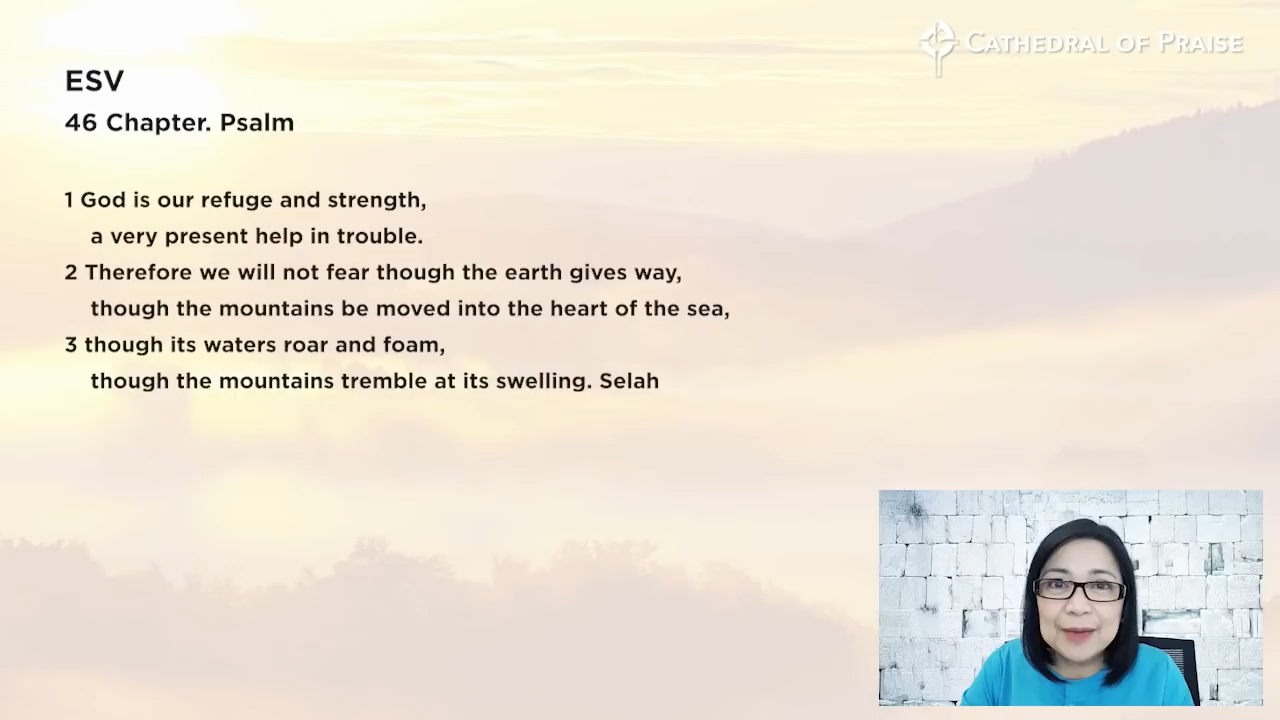 CATHEDRAL OF PRAISE
ESV
46 Chapter. Psalm
1 God is our refuge and strength,
a very present help in trouble.
2 Therefore we will not fear though the earth gives way,
though the mountains be moved into the heart of the sea,
3 though its waters roar and foam,
though the mountains tremble at its swelling. Selah